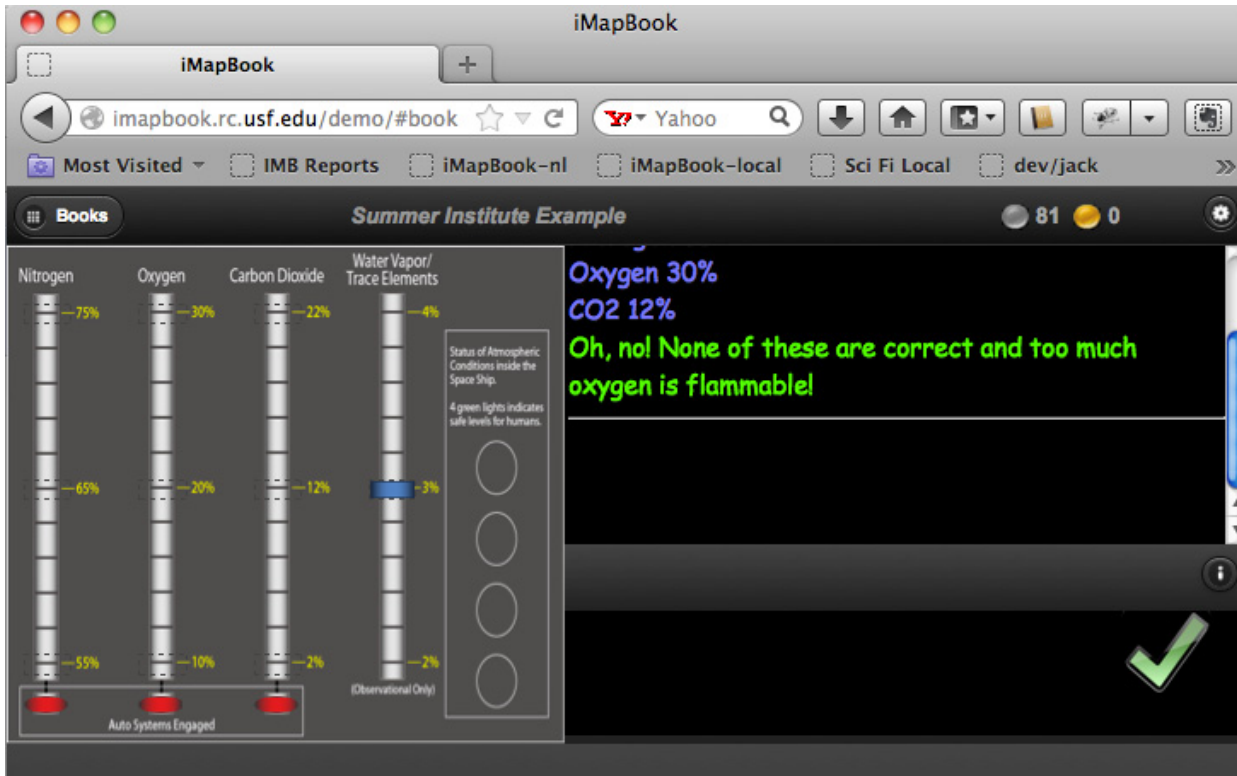 iMapBook
iMapBook
imapbook.rc.usf.edu/demo/#book
Yahoo
Most Visited
IMB Reports
iMapBook-nl
iMapBook-local
Sci Fi Local
dev/jack
Books
Summer Institute Example
81
0
Nitrogen
Oxygen
Carbon Dioxide
Water Vapor/
Trace Elements
75%
30%
22%
4%
65%
20%
12%
3%
55%
10%
2%
2%
(Observational Only)
Auto Systems Engaged
Status of Atmospheric
Conditions inside the
Space Ship.
4 green lights indicates
safe levels for humans.
Oxygen 30%
CO2 12%
Oh, no! None of these are correct and too much
oxygen is flammable!